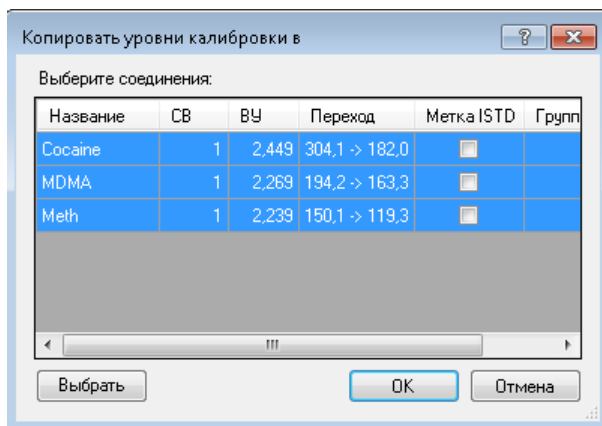 Копировать уровни калибровки в
Выберите соединения:
Название СВ ВУ Переход Метка ISTD Групп
Cocaine 1 2,449 304,1 -> 182,0
MDMA 1 2,269 194,2 -> 163,3
Meth 1 2,239 150,1 -> 119,3
Выбрать OK Отмена